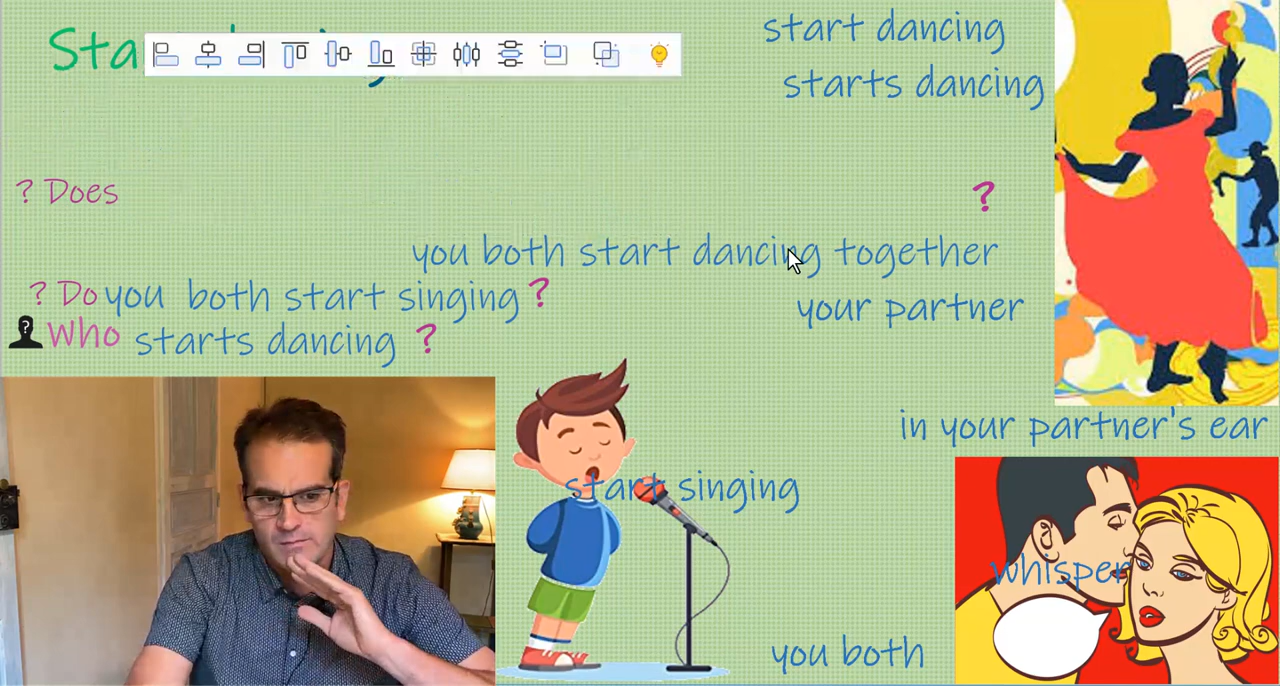 Sta
start dancing
starts dancing
? Does
?
you both start dancing together
? Do you both start singing ?
your partner
? Who starts dancing ?
in your partner's ear
start singing
whisper
you both